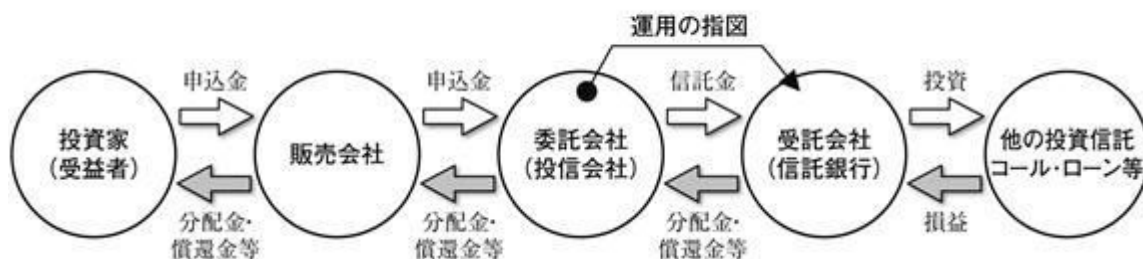 運用の指図
申込金
申込金
信託金
投資
投資家
(受益者)
販売会社
委託会社
(投信会社)
受託会社
(信託銀行)
他の投資信託
コール・ローン等
分配金・
償還金等
分配金・
償還金等
分配金・
償還金等
損益